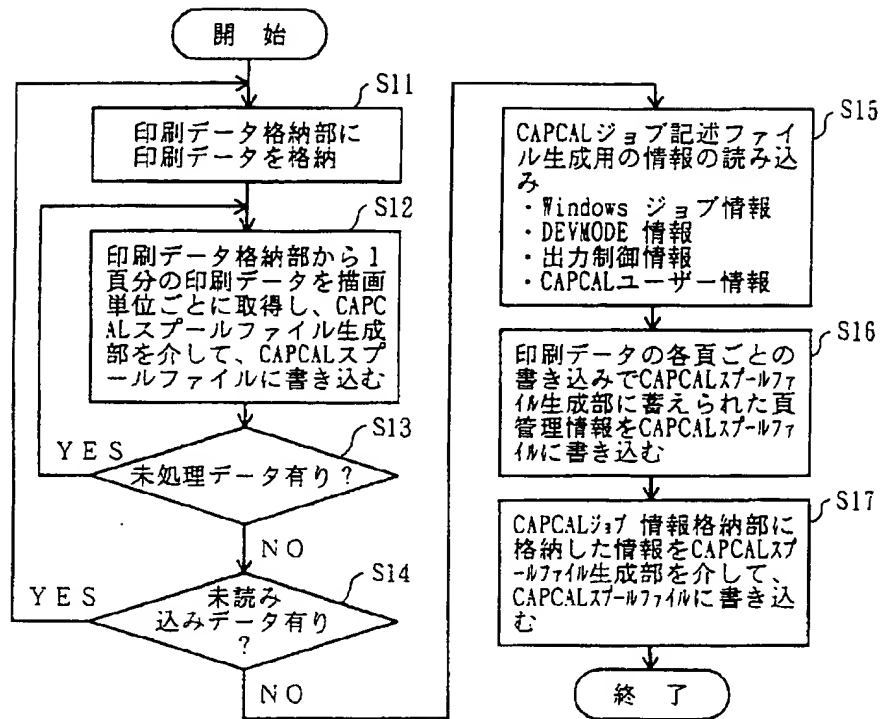 開 始
S11
印刷データ格納部に
印刷データを格納
S12
印刷データ格納部から1
頁分の印刷データを描画
単位ごとに取得し、CAPC
ALスプールファイル生成
部を介して、CAPCALスプ
ールファイルに書き込む
S13
YES
未処理データ有り?
NO
S14
YES
未読み
込みデータ有り
?
NO
S15
CAPCALジョブ記述ファイ
ル生成用の情報の読み込
み
・Windows ジョブ情報
・DEVMODE 情報
・出力制御情報
・CAPCALユーザー情報
S16
印刷データの各頁ごとの
書き込みでCAPCALスプールファ
イル生成部に蓄えられた頁
管理情報をCAPCALスプールファ
イルに書き込む
S17
CAPCALジョブ 情報格納部に
格納した情報をCAPCALスプ
ールファイル生成部を介して、
CAPCALスプールファイルに書き込
む
終 了